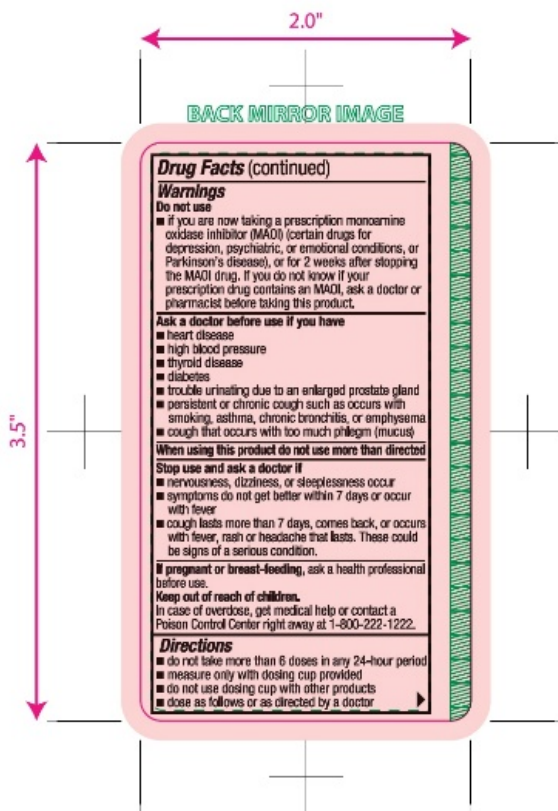 2.0"
BACK MIRROR IMAGE
3.5"
Drug Facts (continued)
Warnings
Do not use
■ if you are now taking a prescription monoamine
oxidase inhibitor (MAOI) (certain drugs for
depression, psychiatric, or emotional conditions, or
Parkinson's disease), or for 2 weeks after stopping
the MAOI drug. If you do not know if your
prescription drug contains an MAOI, ask a doctor or
pharmacist before taking this product.
Ask a doctor before use if you have
■ heart disease
■ high blood pressure
■ thyroid disease
■ diabetes
■ trouble urinating due to an enlarged prostate gland
■ persistent or chronic cough such as occurs with
smoking, asthma, chronic bronchitis, or emphysema
■ cough that occurs with too much phlegm (mucus)
When using this product do not use more than directed
Stop use and ask a doctor if
■ nervousness, dizziness, or sleeplessness occur
■ symptoms do not get better within 7 days or occur
with fever
■ cough lasts more than 7 days, comes back, or occurs
with fever, rash or headache that lasts. These could
be signs of a serious condition.
If pregnant or breast-feeding, ask a health professional
before use.
Keep out of reach of children.
In case of overdose, get medical help or contact a
Poison Control Center right away at 1-800-222-1222.
Directions
■ do not take more than 6 doses in any 24-hour period
■ measure only with dosing cup provided
■ do not use dosing cup with other products
■ dose as follows or as directed by a doctor